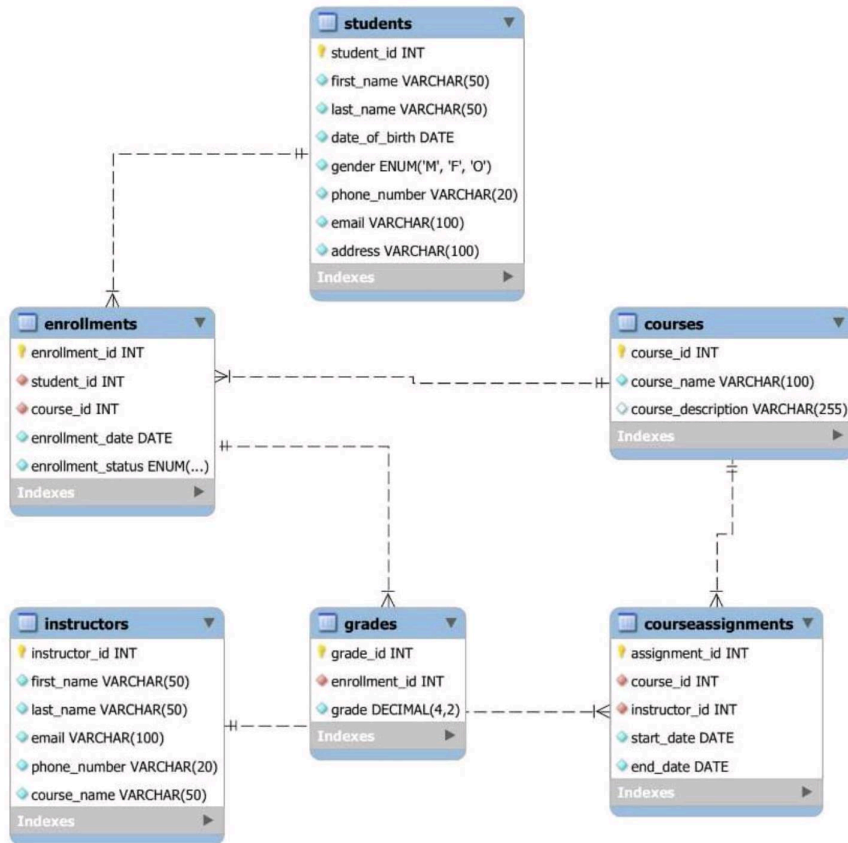 students
student_id INT
first_name VARCHAR(50)
last_name VARCHAR(50)
date_of_birth DATE
gender ENUM('M', 'F', 'O')
phone_number VARCHAR(20)
email VARCHAR(100)
address VARCHAR(100)
Indexes
enrollments
enrollment_id INT
student_id INT
course_id INT
enrollment_date DATE
enrollment_status ENUM(...)
Indexes
courses
course_id INT
course_name VARCHAR(100)
course_description VARCHAR(255)
Indexes
instructors
instructor_id INT
first_name VARCHAR(50)
last_name VARCHAR(50)
email VARCHAR(100)
phone_number VARCHAR(20)
course_name VARCHAR(50)
Indexes
grades
grade_id INT
enrollment_id INT
grade DECIMAL(4,2)
Indexes
courseassignments
assignment_id INT
course_id INT
instructor_id INT
start_date DATE
end_date DATE
Indexes